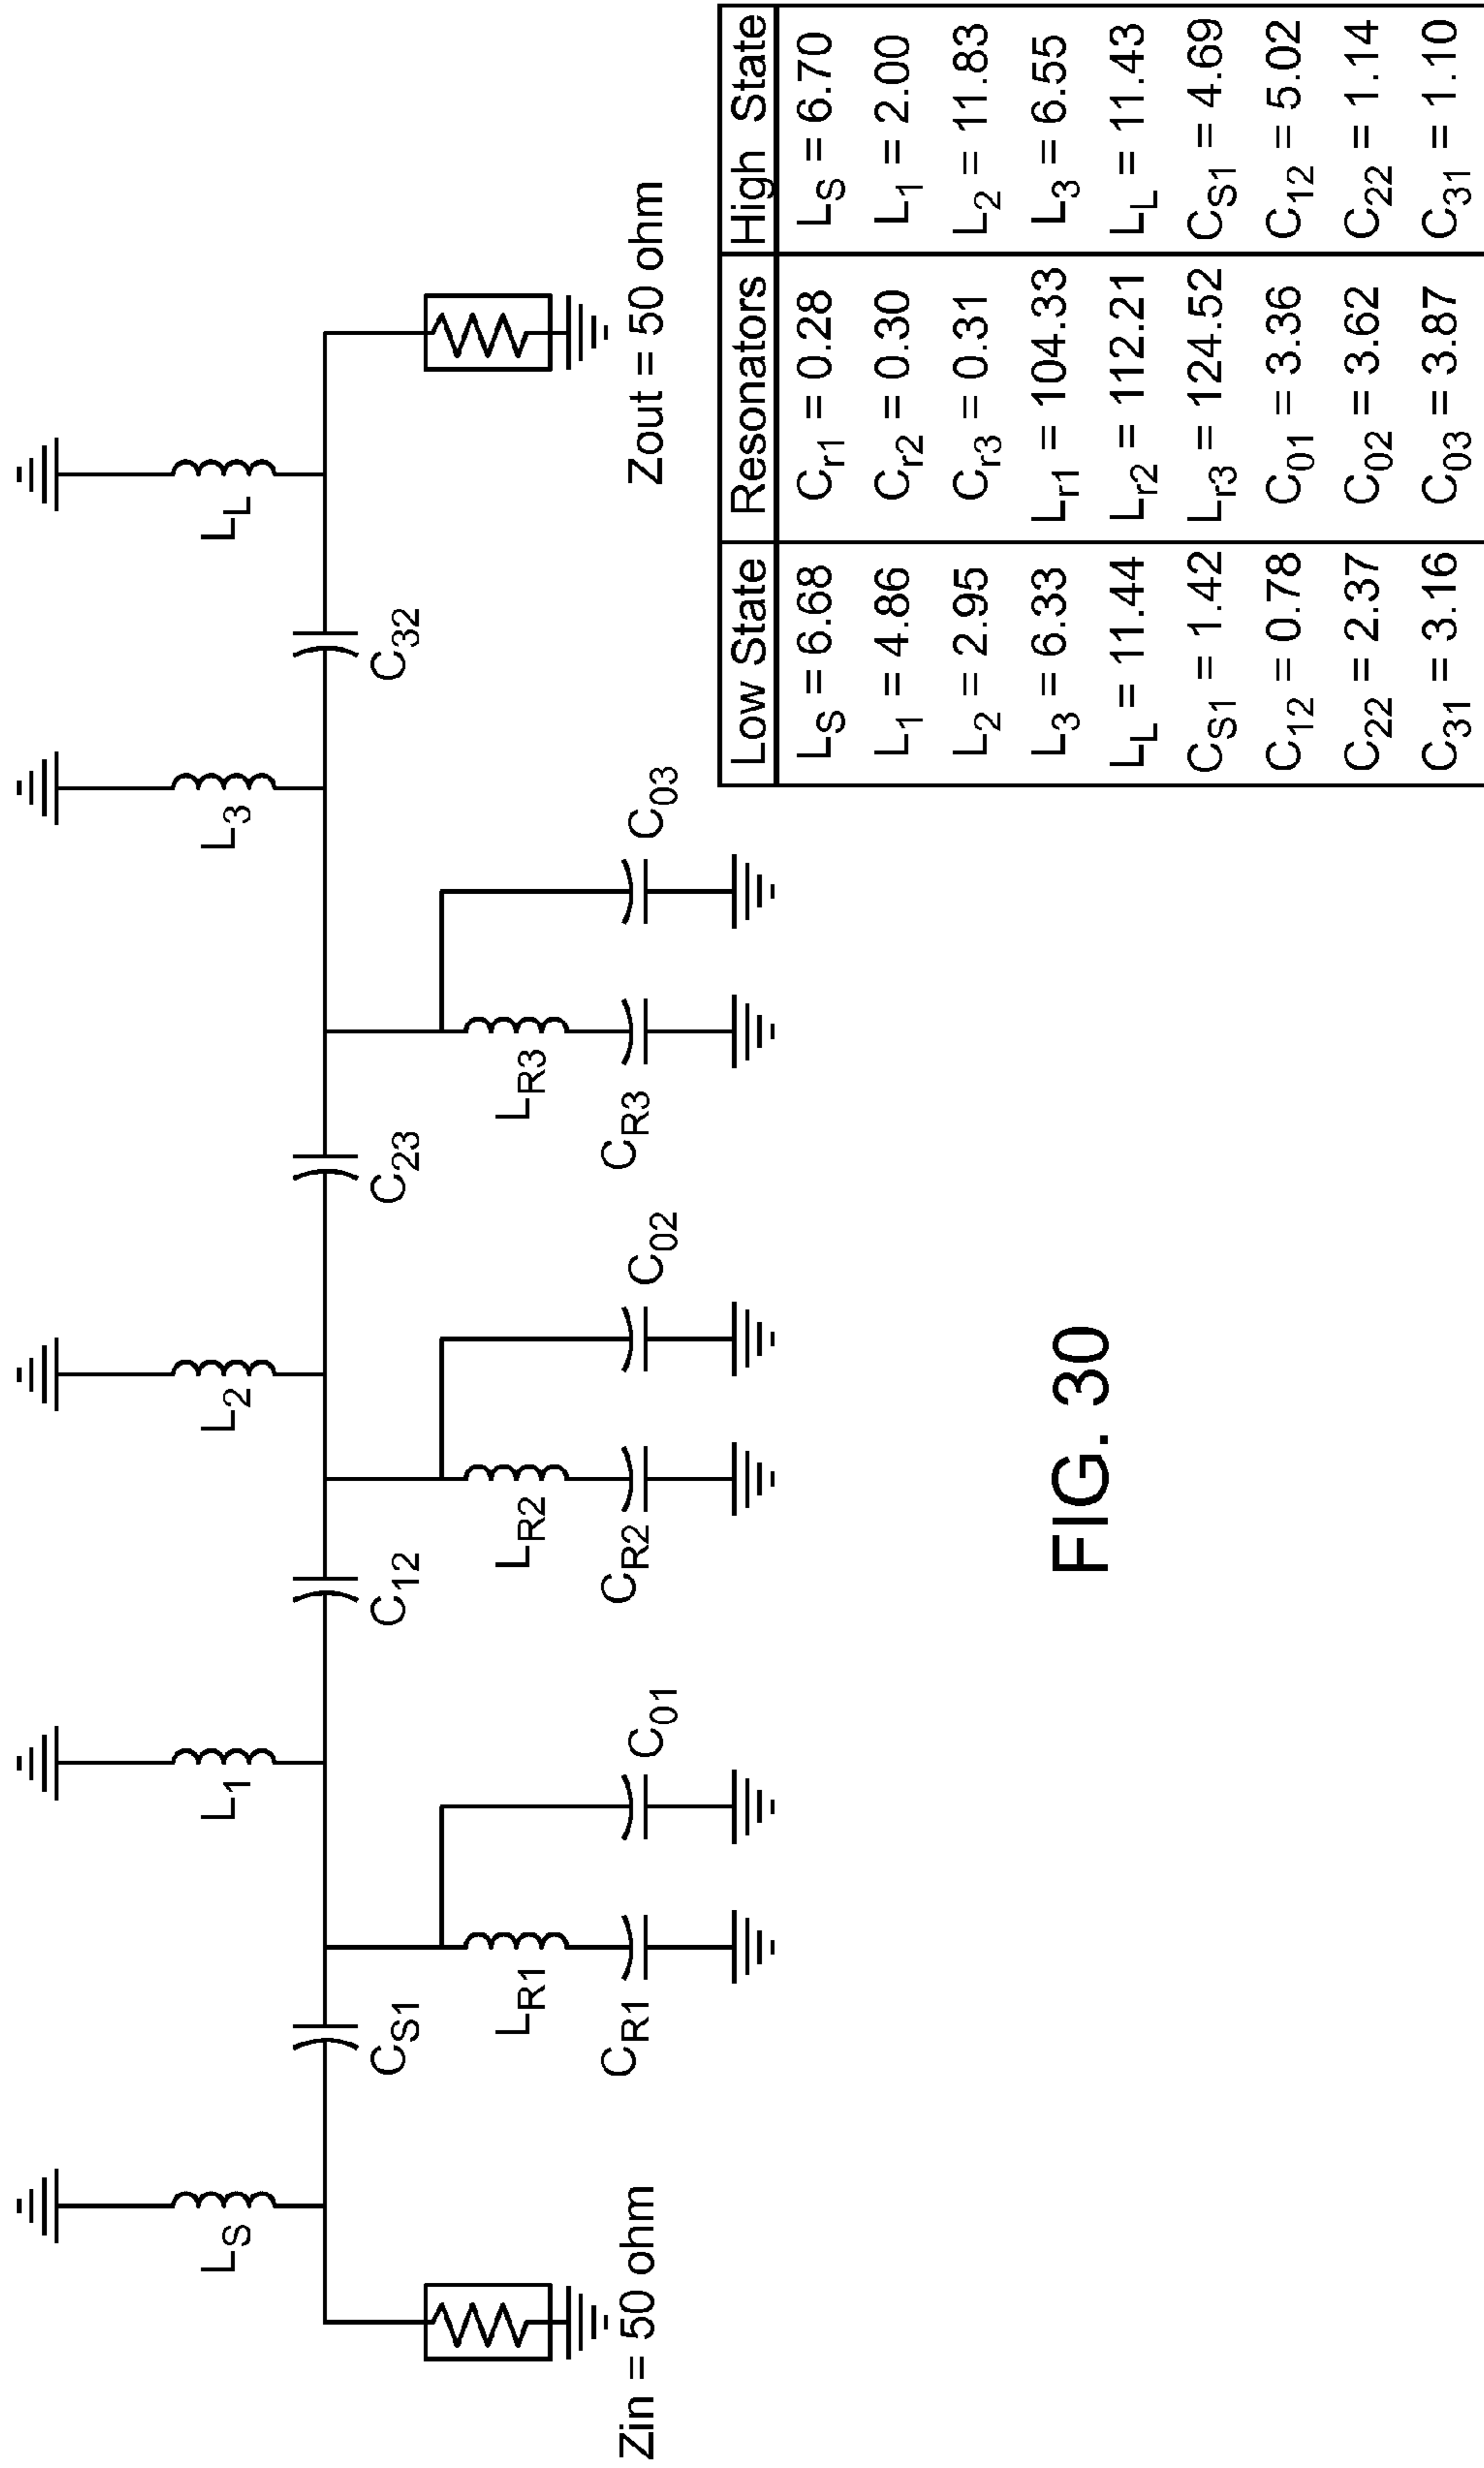 L_S
L_1
L_2
L_3
L_L
C_S1
C_12
C_23
C_32
L_R1
L_R2
L_R3
C_R1
C_01
C_R2
C_02
C_R3
C_03
Zin = 50 ohm
Zout = 50 ohm
Low State Resonators High State
L_S = 6.68 C_r1 = 0.28 L_S = 6.70
L_1 = 4.86 C_r2 = 0.30 L_1 = 2.00
L_2 = 2.95 C_r3 = 0.31 L_2 = 11.83
L_3 = 6.33 L_r1 = 104.33 L_3 = 6.55
L_L = 11.44 L_r2 = 112.21 L_L = 11.43
C_S1 = 1.42 L_r3 = 124.52 C_S1 = 4.69
C_12 = 0.78 C_01 = 3.36 C_12 = 5.02
C_22 = 2.37 C_02 = 3.62 C_22 = 1.14
C_31 = 3.16 C_03 = 3.87 C_31 = 1.10
FIG. 30